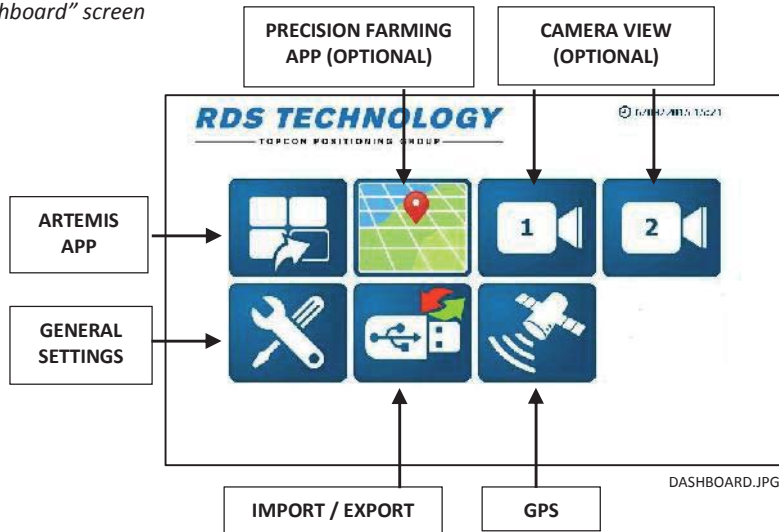 hboard” screen
PRECISION FARMING
APP (OPTIONAL)
CAMERA VIEW
(OPTIONAL)
RDS TECHNOLOGY
TOPCON POSITIONING GROUP
ARTEMIS
APP
1
2
GENERAL
SETTINGS
DASHBOARD.JPG
IMPORT / EXPORT
GPS